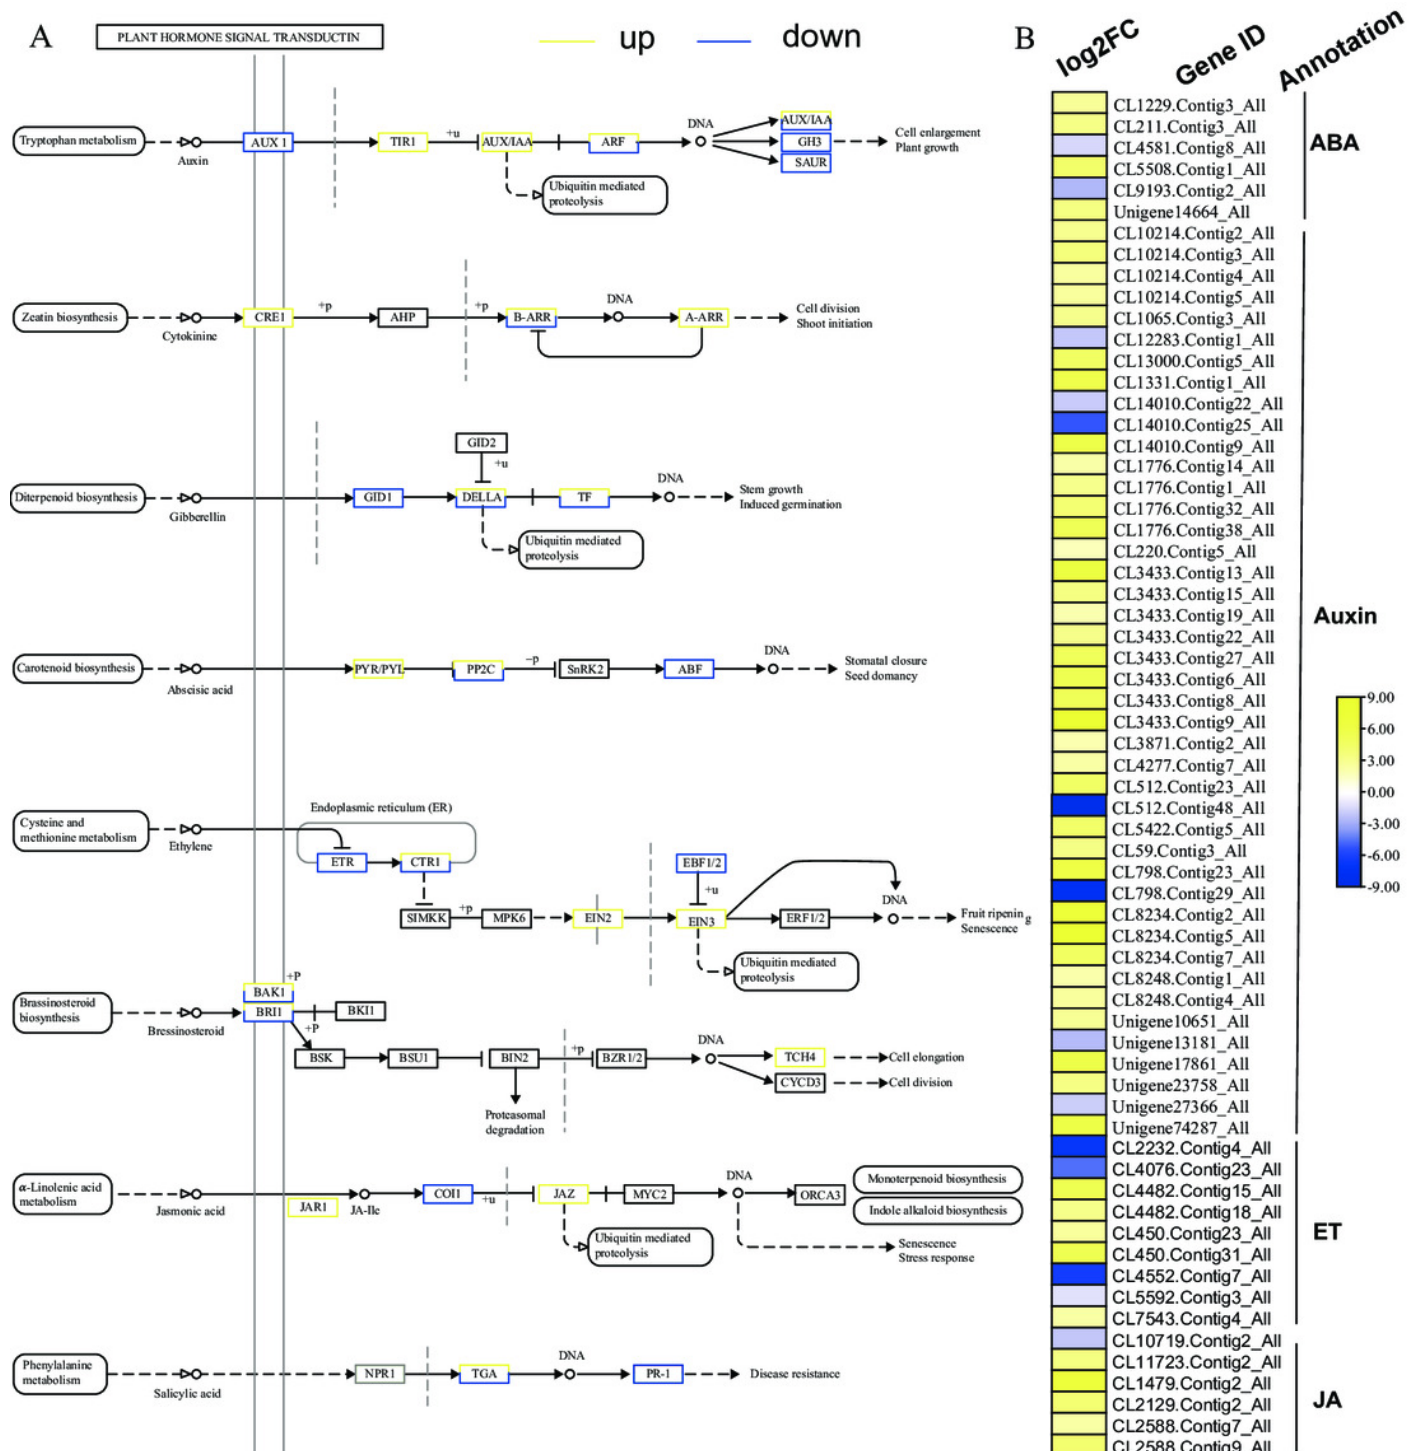 A
PLANT HORMONE SIGNAL TRANSDUCTIN
up
down
Tryptophan metabolism
Auxin
AUX 1
TIR1
+u
AUX/IAA
ARF
DNA
AUX/IAA
GH3
SAUR
Cell enlargement
Plant growth
Ubiquitin mediated
proteolysis
Zeatin biosynthesis
Cytokinine
CRE1
+p
AHP
+p
B-ARR
DNA
A-ARR
Cell division
Shoot initiation
GID2
+u
Diterpenoid biosynthesis
Gibberellin
GID1
DELLA
TF
DNA
Stem growth
Induced germination
Ubiquitin mediated
proteolysis
Carotenoid biosynthesis
Abscisic acid
PYR/PYL
PP2C
−p
SnRK2
ABF
DNA
Stomatal closure
Seed domancy
Endoplasmic reticulum (ER)
Cysteine and
methionine metabolism
Ethylene
ETR
CTR1
EBF1/2
+u
SIMKK
+p
MPK6
EIN2
EIN3
ERF1/2
DNA
Fruit ripening
Senescence
Ubiquitin mediated
proteolysis
Brassinosteroid
biosynthesis
Bressinosteroid
+P
BAK1
BRI1
BKI1
+P
BSK
BSU1
BIN2
+p
BZR1/2
DNA
TCH4
Cell elongation
CYCD3
Cell division
Proteasomal
degradation
α-Linolenic acid
metabolism
Jasmonic acid
JAR1
JA-Ile
COI1
+u
JAZ
MYC2
DNA
ORCA3
Monoterpenoid biosynthesis
Indole alkaloid biosynthesis
Ubiquitin mediated
proteolysis
Senescence
Stress response
Phenylalanine
metabolism
Salicylic acid
NPR1
TGA
DNA
PR-1
Disease resistance
B
log2FC
Gene ID
Annotation
CL1229.Contig3_All
CL211.Contig3_All
CL4581.Contig8_All
CL5508.Contig1_All
CL9193.Contig2_All
Unigene14664_All
ABA
CL10214.Contig2_All
CL10214.Contig3_All
CL10214.Contig4_All
CL10214.Contig5_All
CL1065.Contig3_All
CL12283.Contig1_All
CL13000.Contig5_All
CL1331.Contig1_All
CL14010.Contig22_All
CL14010.Contig25_All
CL14010.Contig9_All
CL1776.Contig14_All
CL1776.Contig1_All
CL1776.Contig32_All
CL1776.Contig38_All
CL220.Contig5_All
CL3433.Contig13_All
CL3433.Contig15_All
CL3433.Contig19_All
CL3433.Contig22_All
CL3433.Contig27_All
CL3433.Contig6_All
CL3433.Contig8_All
CL3433.Contig9_All
CL3871.Contig2_All
CL4277.Contig7_All
CL512.Contig23_All
CL512.Contig48_All
CL5422.Contig5_All
CL59.Contig3_All
CL798.Contig23_All
CL798.Contig29_All
CL8234.Contig2_All
CL8234.Contig5_All
CL8234.Contig7_All
CL8248.Contig1_All
CL8248.Contig4_All
Unigene10651_All
Unigene13181_All
Unigene17861_All
Unigene23758_All
Unigene27366_All
Unigene74287_All
Auxin
CL2232.Contig4_All
CL4076.Contig23_All
CL4482.Contig15_All
CL4482.Contig18_All
CL450.Contig23_All
CL450.Contig31_All
CL4552.Contig7_All
CL5592.Contig3_All
CL7543.Contig4_All
ET
CL10719.Contig2_All
CL11723.Contig2_All
CL1479.Contig2_All
CL2129.Contig2_All
CL2588.Contig7_All
CL2588.Contig9_All
JA
9.00
6.00
3.00
0.00
-3.00
-6.00
-9.00